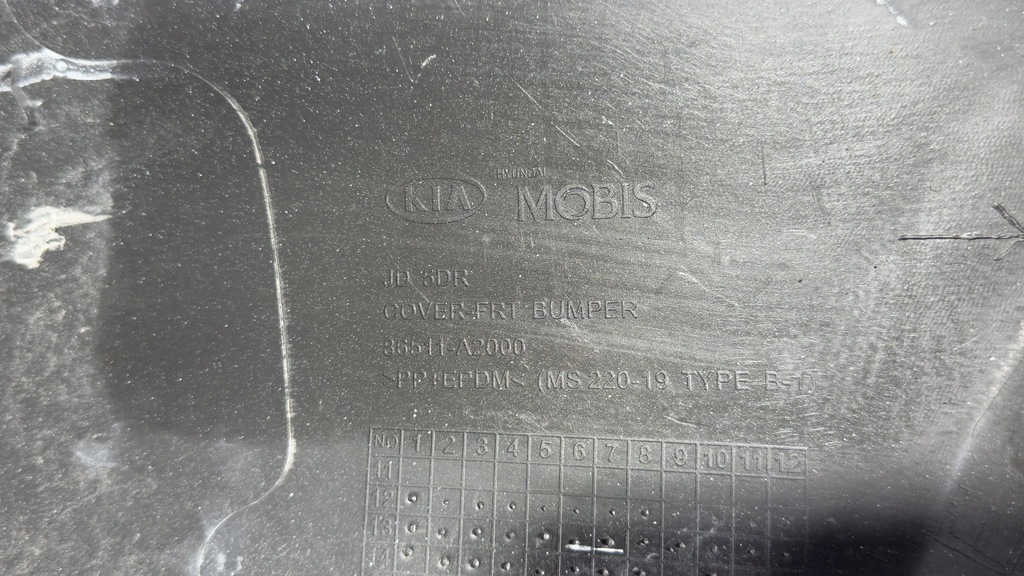 KIA HYUNDAI MOBIS
JD 5DR
COVER-FRT BUMPER
86511-A2000
>PP+EPDM< (MS 220-19 TYPE B-1)
NO 1 2 3 4 5 6 7 8 9 10 11 12
11
12
13
14